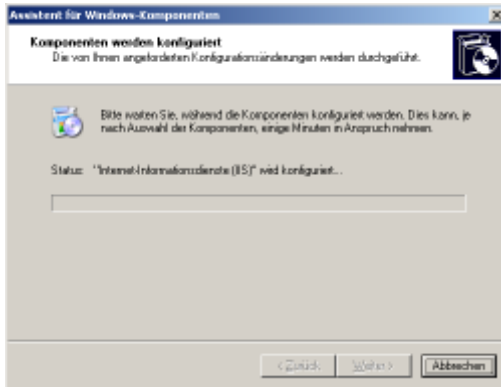 Assistent für Windows-Komponenten
Komponenten werden konfiguriert
Die von Ihnen angeforderten Konfigurationsänderungen werden durchgeführt.
Bitte warten Sie, während die Komponenten konfiguriert werden. Dies kann, je
nach Auswahl der Komponenten, einige Minuten in Anspruch nehmen.
Status: "Internet-Informationsdienste (IIS)" wird konfiguriert...
< Zurück Weiter > Abbrechen